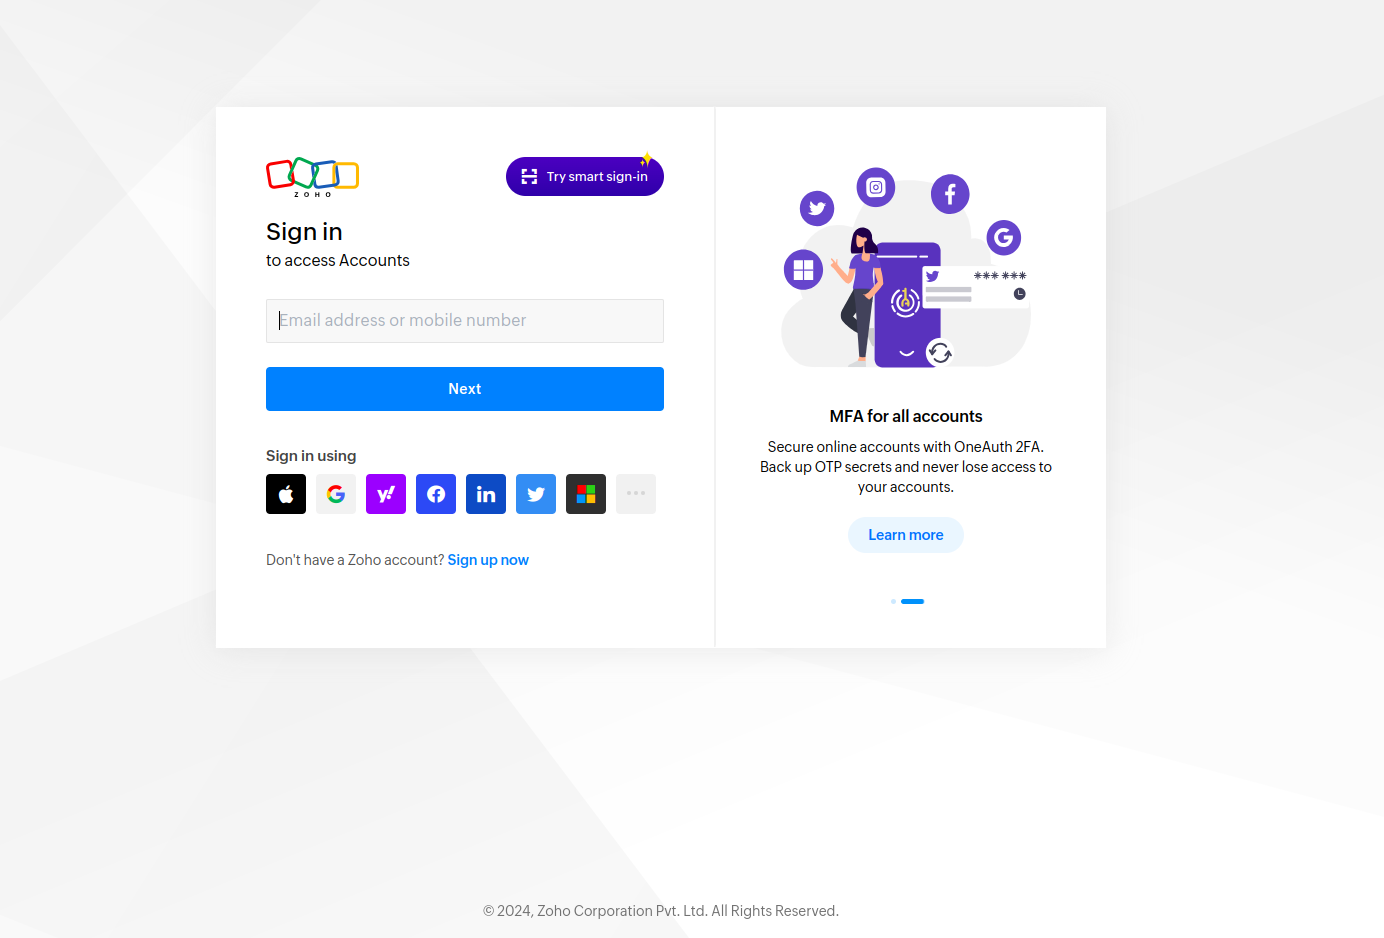 ZOHO
Try smart sign-in
Sign in
to access Accounts
Email address or mobile number
Next
Sign in using
Don't have a Zoho account? Sign up now
*** ***
MFA for all accounts
Secure online accounts with OneAuth 2FA.
Back up OTP secrets and never lose access to
your accounts.
Learn more
© 2024, Zoho Corporation Pvt. Ltd. All Rights Reserved.